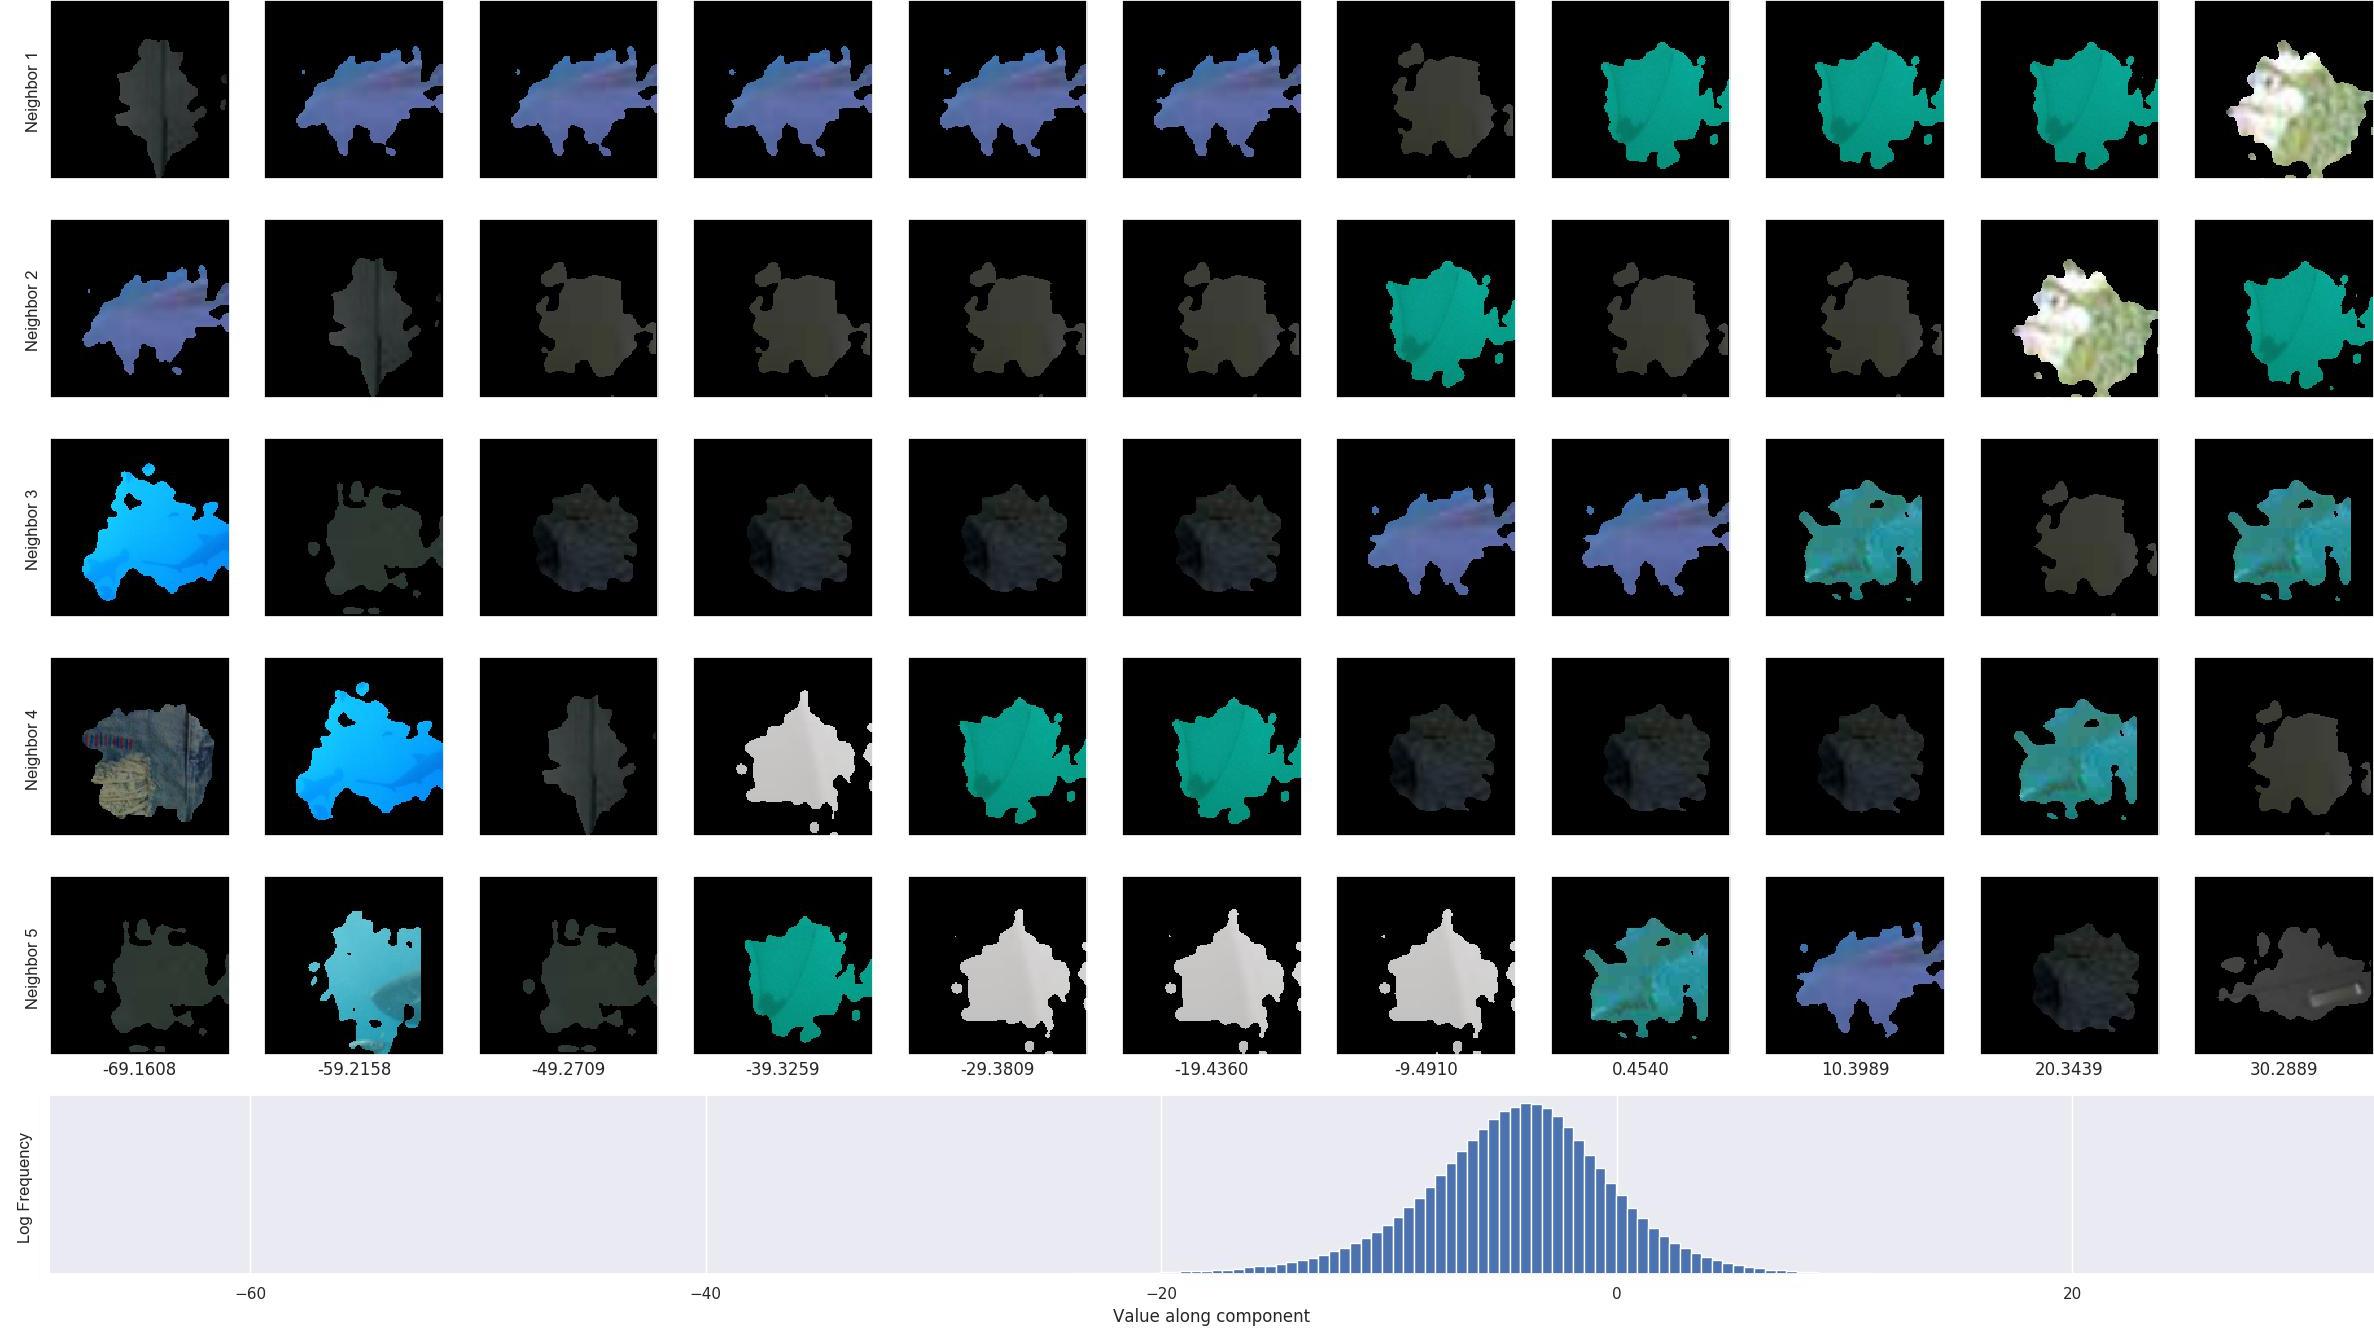 Neighbor 1
Neighbor 2
Neighbor 3
Neighbor 4
Neighbor 5
-69.1608 -59.2158 -49.2709 -39.3259 -29.3809 -19.4360 -9.4910 0.4540 10.3989 20.3439 30.2889
Log Frequency
−60 −40 −20 0 20
Value along component